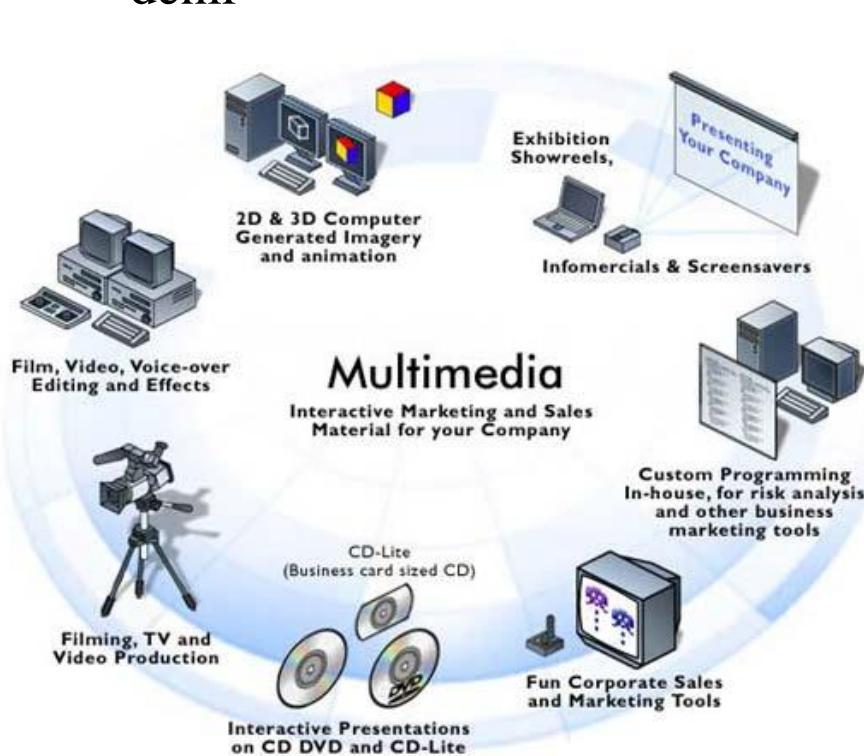 Presenting
Your Company
Exhibition
Showreels,
2D & 3D Computer
Generated Imagery
and animation
Infomercials & Screensavers
Film, Video, Voice-over
Editing and Effects
Multimedia
Interactive Marketing and Sales
Material for your Company
Custom Programming
In-house, for risk analysis
and other business
marketing tools
CD-Lite
(Business card sized CD)
Filming, TV and
Video Production
DVD
Fun Corporate Sales
and Marketing Tools
Interactive Presentations
on CD DVD and CD-Lite